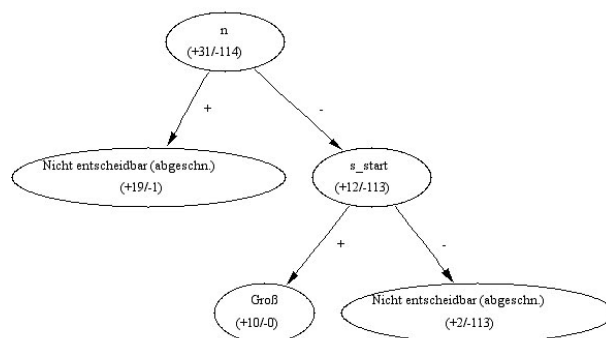 n
(+31/-114)
+
-
Nicht entscheidbar (abgeschn.)
(+19/-1)
s_start
(+12/-113)
+
-
Groß
(+10/-0)
Nicht entscheidbar (abgeschn.)
(+2/-113)